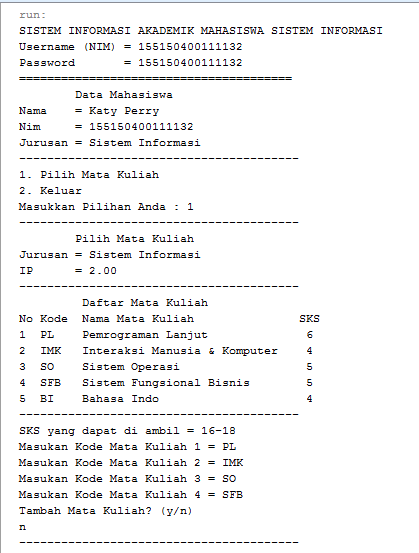 run:
SISTEM INFORMASI AKADEMIK MAHASISWA SISTEM INFORMASI
Username (NIM) = 155150400111132
Password       = 155150400111132
=======================================
        Data Mahasiswa
Nama    = Katy Perry
Nim     = 155150400111132
Jurusan = Sistem Informasi
----------------------------------------
1. Pilih Mata Kuliah
2. Keluar
Masukkan Pilihan Anda : 1
----------------------------------------
        Pilih Mata Kuliah
Jurusan = Sistem Informasi
IP      = 2.00
----------------------------------------
         Daftar Mata Kuliah
No Kode  Nama Mata Kuliah               SKS
1  PL    Pemrograman Lanjut              6
2  IMK   Interaksi Manusia & Komputer    4
3  SO    Sistem Operasi                  5
4  SFB   Sistem Fungsional Bisnis        5
5  BI    Bahasa Indo                     4
----------------------------------------
SKS yang dapat di ambil = 16-18
Masukan Kode Mata Kuliah 1 = PL
Masukan Kode Mata Kuliah 2 = IMK
Masukan Kode Mata Kuliah 3 = SO
Masukan Kode Mata Kuliah 4 = SFB
Tambah Mata Kuliah? (y/n)
n
----------------------------------------